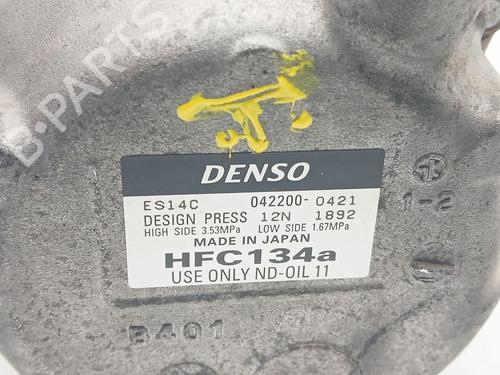 B-PARTS
DENSO
ES14C 042200-0421
DESIGN PRESS 12N 1892
HIGH SIDE 3.53MPa LOW SIDE 1.67MPa
MADE IN JAPAN
HFC134a
USE ONLY ND-OIL 11
1-2
B401